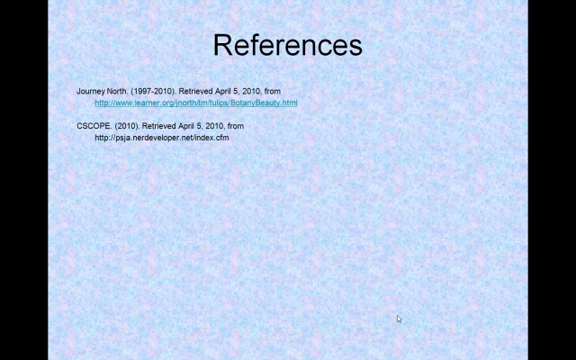 References
Journey North. (1997-2010). Retrieved April 5, 2010, from
http://www.learner.org/jnorth/tm/tulips/BotanyBeauty.html
CSCOPE. (2010). Retrieved April 5, 2010, from
http://psja.nerdeveloper.net/index.cfm